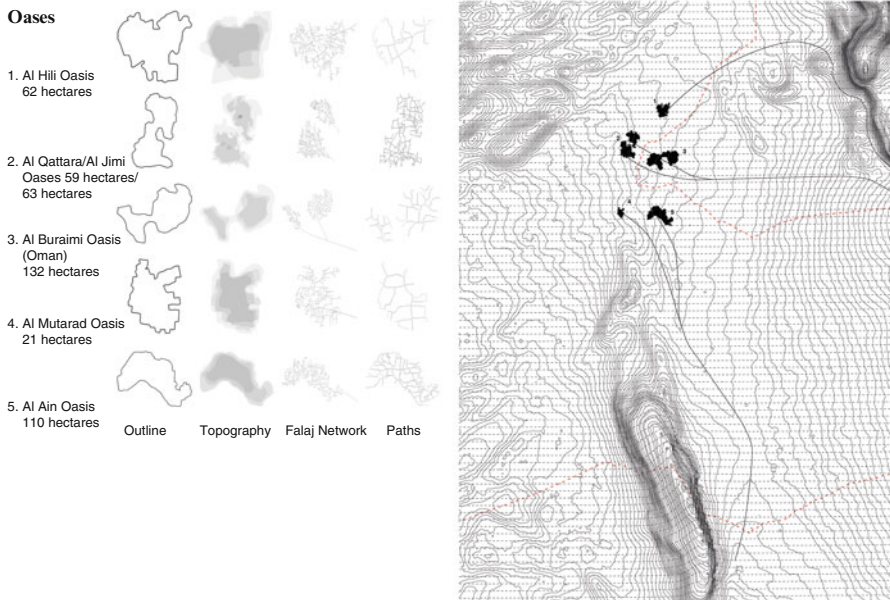 Oases
1. Al Hili Oasis
62 hectares
2. Al Qattara/Al Jimi
Oases 59 hectares/
63 hectares
3. Al Buraimi Oasis
(Oman)
132 hectares
4. Al Mutarad Oasis
21 hectares
5. Al Ain Oasis
110 hectares
Outline Topography Falaj Network Paths